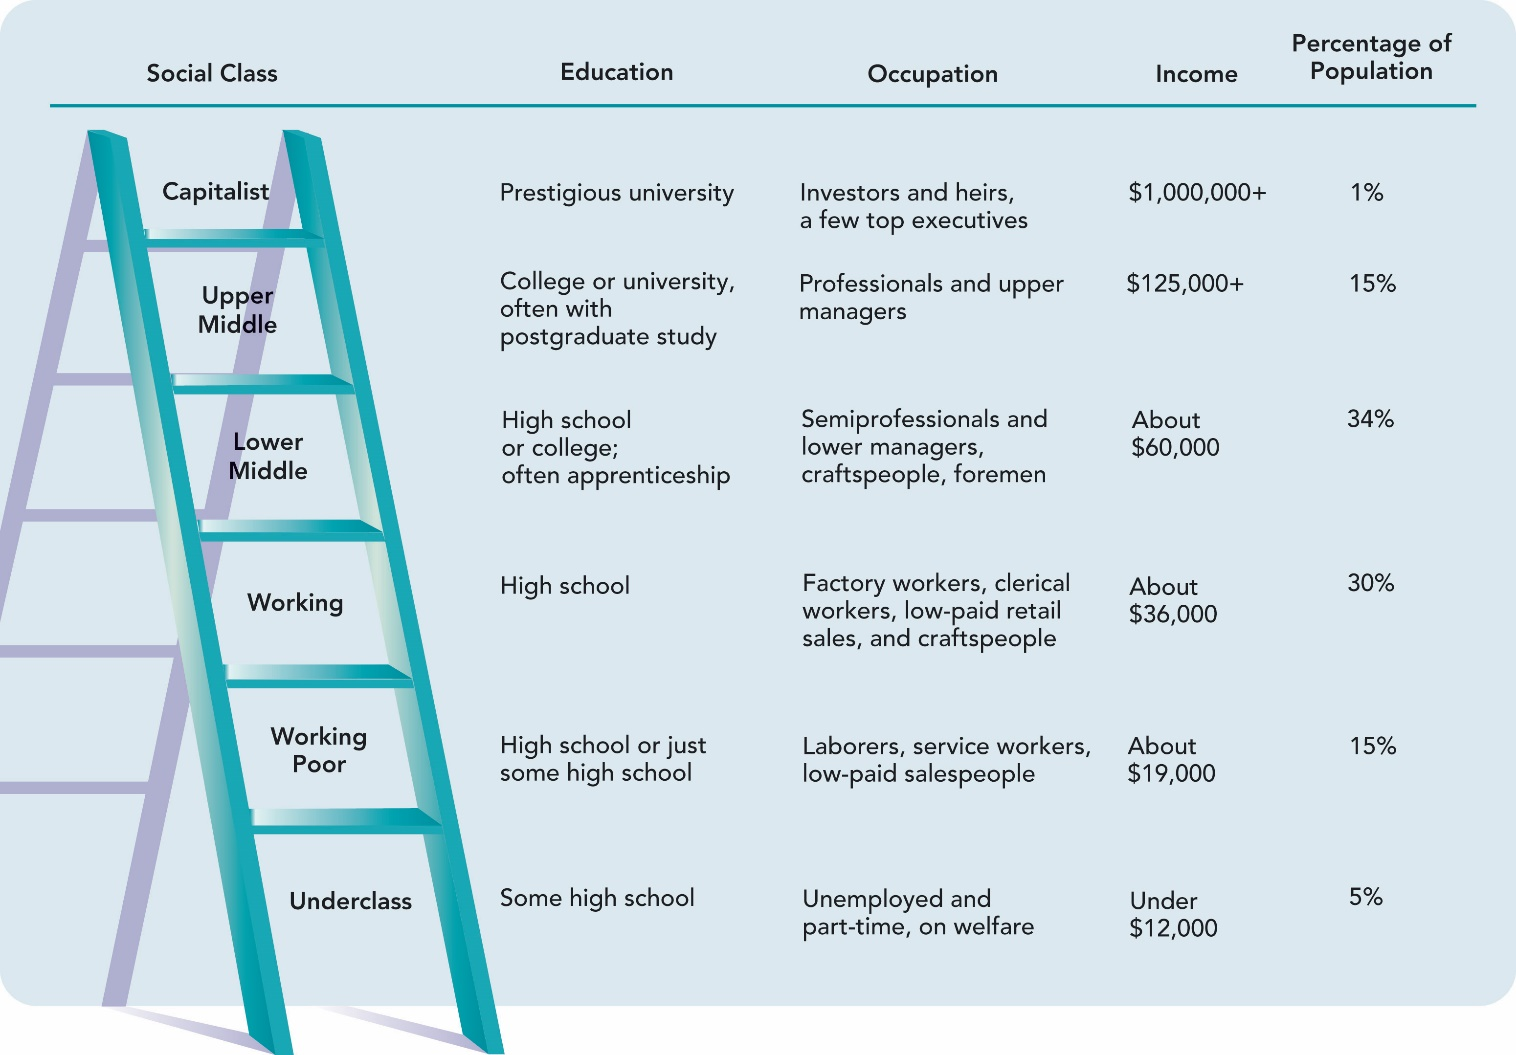 Social Class
Education
Occupation
Income
Percentage of
Population
Capitalist
Prestigious university
Investors and heirs,
a few top executives
$1,000,000+
1%
Upper
Middle
College or university,
often with
postgraduate study
Professionals and upper
managers
$125,000+
15%
Lower
Middle
High school
or college;
often apprenticeship
Semiprofessionals and
lower managers,
craftspeople, foremen
About
$60,000
34%
Working
High school
Factory workers, clerical
workers, low-paid retail
sales, and craftspeople
About
$36,000
30%
Working
Poor
High school or just
some high school
Laborers, service workers,
low-paid salespeople
About
$19,000
15%
Underclass
Some high school
Unemployed and
part-time, on welfare
Under
$12,000
5%